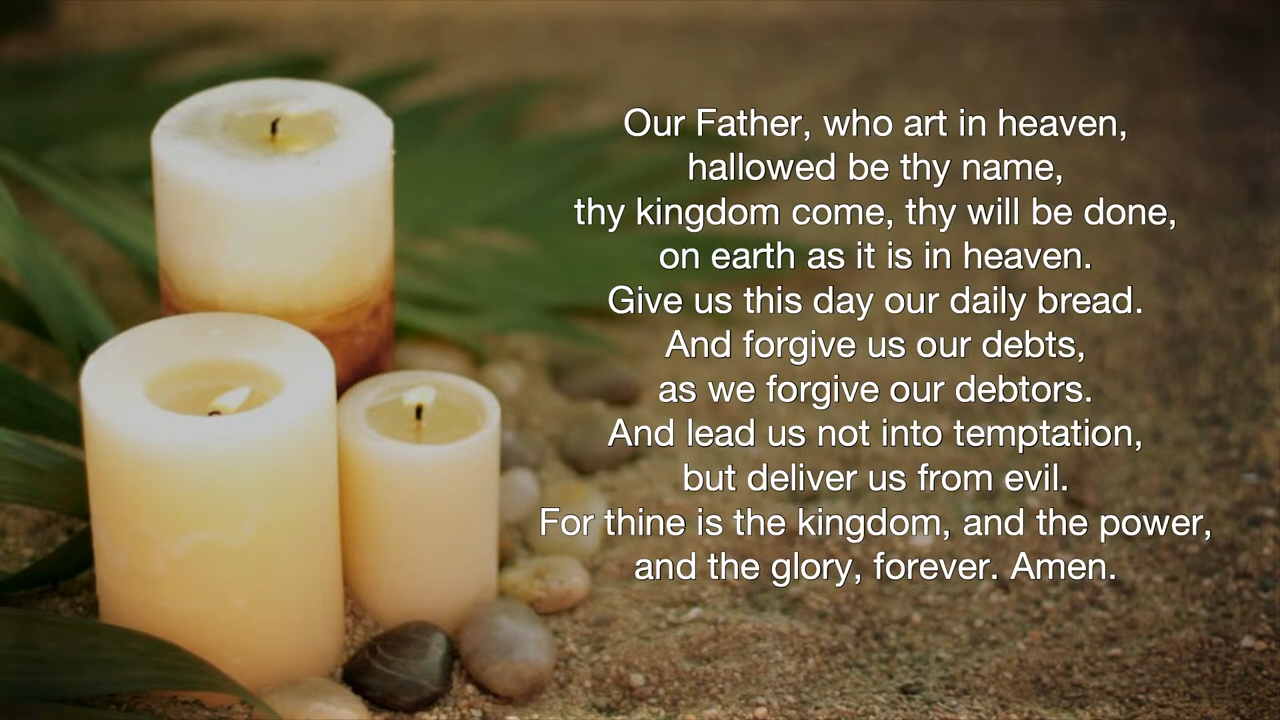 Our Father, who art in heaven,
hallowed be thy name,
thy kingdom come, thy will be done,
on earth as it is in heaven.
Give us this day our daily bread.
And forgive us our debts,
as we forgive our debtors.
And lead us not into temptation,
but deliver us from evil.
For thine is the kingdom, and the power,
and the glory, forever. Amen.